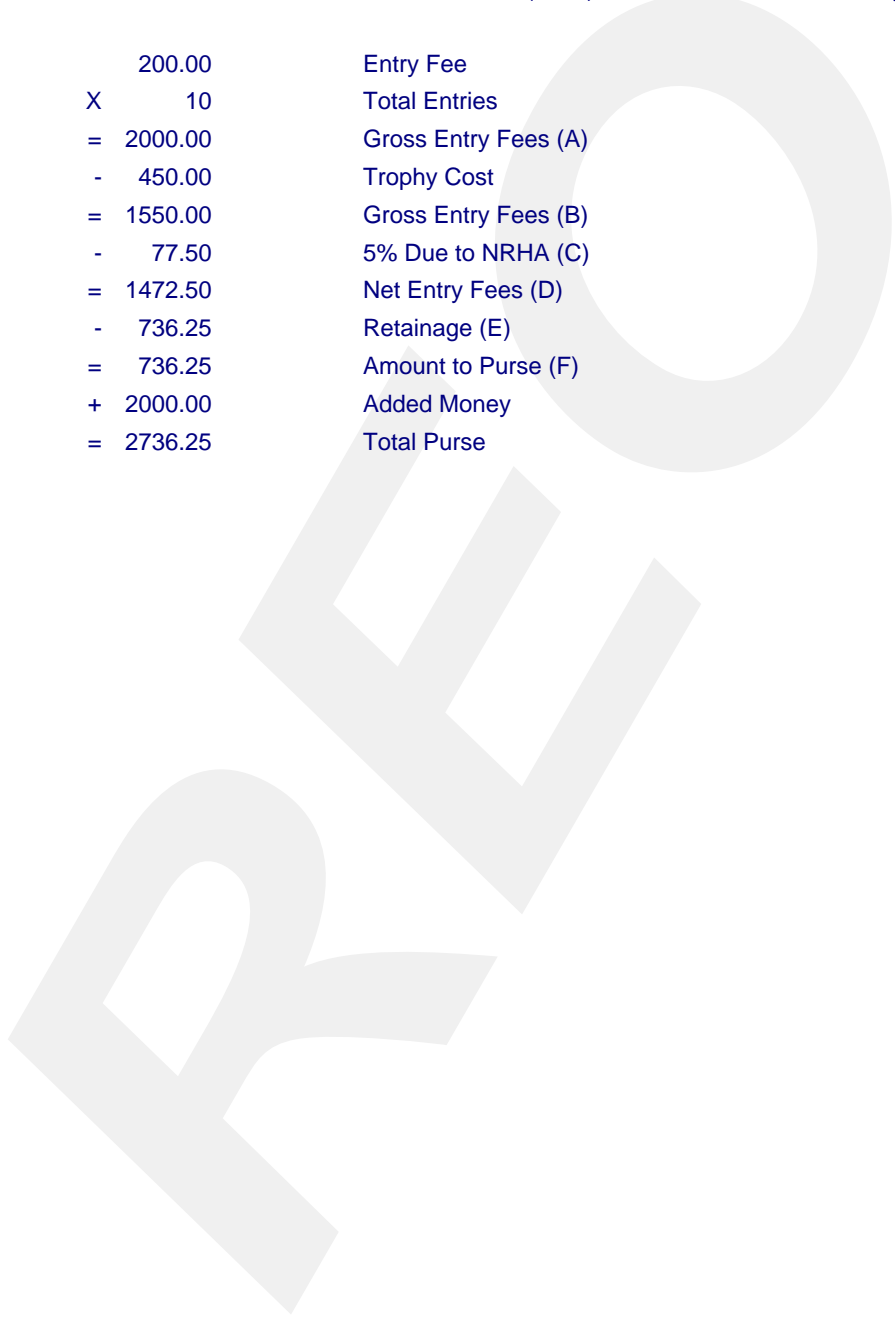 200.00 Entry Fee
X 10 Total Entries
= 2000.00 Gross Entry Fees (A)
- 450.00 Trophy Cost
= 1550.00 Gross Entry Fees (B)
- 77.50 5% Due to NRHA (C)
= 1472.50 Net Entry Fees (D)
- 736.25 Retainage (E)
= 736.25 Amount to Purse (F)
+ 2000.00 Added Money
= 2736.25 Total Purse
REO